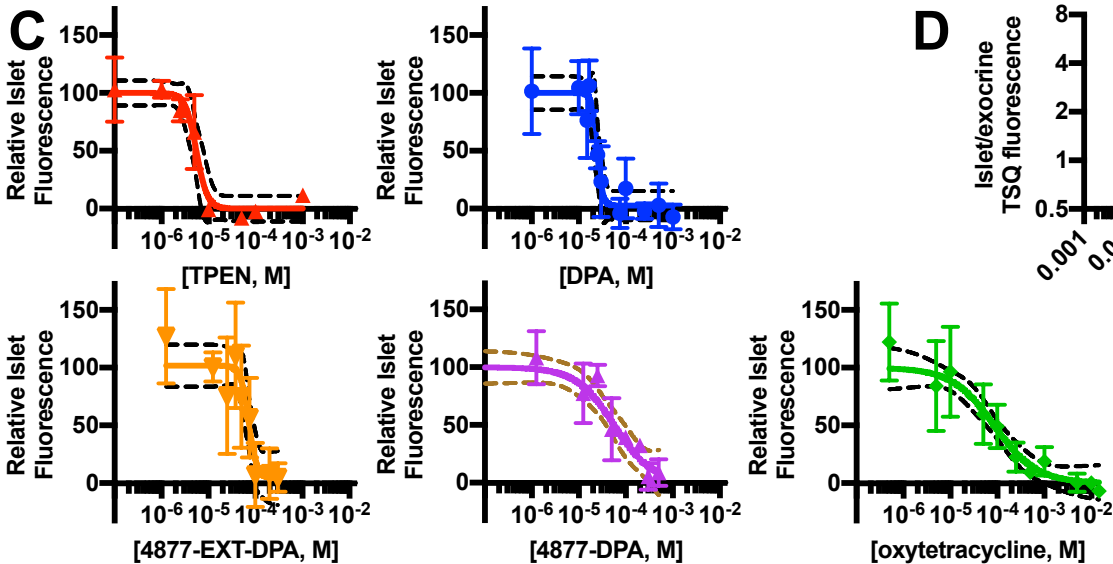 C
Relative Islet
Fluorescence
150
100
50
0
10-6 10-5 10-4 10-3 10-2
[TPEN, M]
Relative Islet
Fluorescence
150
100
50
0
10-6 10-5 10-4 10-3 10-2
[DPA, M]
D
Islet/exocrine
TSQ fluorescence
8
4
2
1
0.5
0.001
Relative Islet
Fluorescence
150
100
50
0
10-6 10-5 10-4 10-3 10-2
[4877-EXT-DPA, M]
Relative Islet
Fluorescence
150
100
50
0
10-6 10-5 10-4 10-3 10-2
[4877-DPA, M]
Relative Islet
Fluorescence
150
100
50
0
10-6 10-5 10-4 10-3 10-2
[oxytetracycline, M]